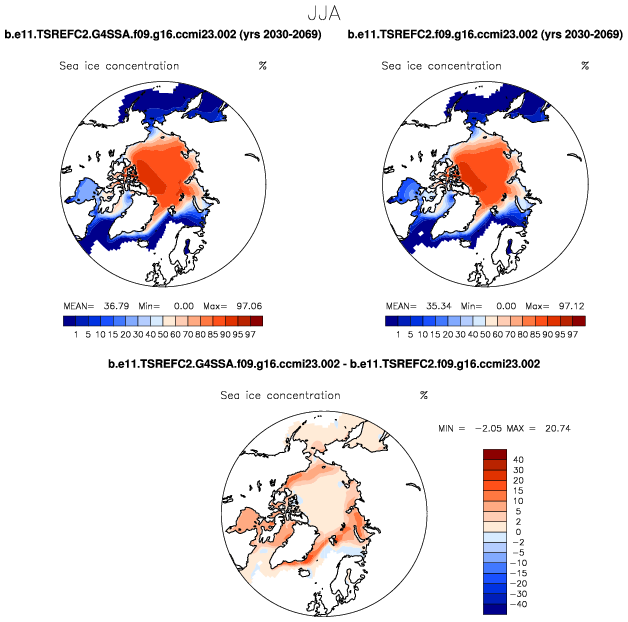 JJA
b.e11.TSREFC2.G4SSA.f09.g16.ccmi23.002 (yrs 2030-2069)
b.e11.TSREFC2.f09.g16.ccmi23.002 (yrs 2030-2069)
Sea ice concentration %
Sea ice concentration %
MEAN= 36.79 Min= 0.00 Max= 97.06
MEAN= 35.34 Min= 0.00 Max= 97.12
1 5 10 15 20 30 40 50 60 70 80 85 90 95 97
1 5 10 15 20 30 40 50 60 70 80 85 90 95 97
b.e11.TSREFC2.G4SSA.f09.g16.ccmi23.002 - b.e11.TSREFC2.f09.g16.ccmi23.002
Sea ice concentration %
MIN = -2.05 MAX = 20.74
40
30
20
15
10
5
2
0
-2
-5
-10
-15
-20
-30
-40